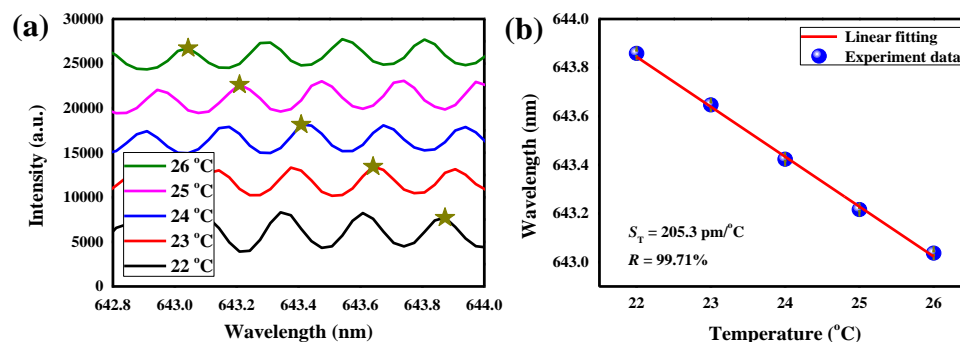 (a)
30000
25000
20000
15000
10000
5000
0
Intensity (a.u.)
26 °C
25 °C
24 °C
23 °C
22 °C
642.8 643.0 643.2 643.4 643.6 643.8 644.0
Wavelength (nm)
(b)
644.0
643.8
643.6
643.4
643.2
643.0
Wavelength (nm)
Linear fitting
Experiment data
S_T = 205.3 pm/°C
R = 99.71%
22 23 24 25 26
Temperature (°C)